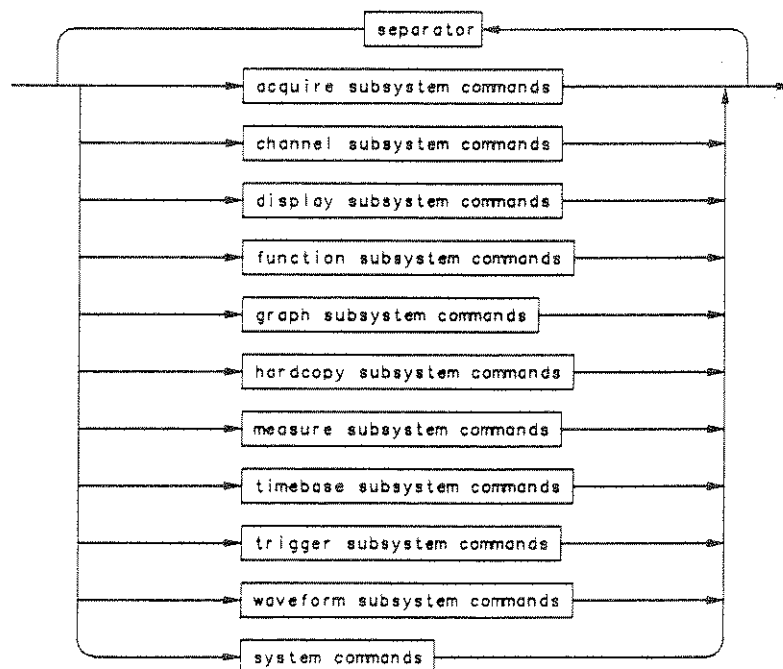 separator
acquire subsystem commands
channel subsystem commands
display subsystem commands
function subsystem commands
graph subsystem commands
hardcopy subsystem commands
measure subsystem commands
timebase subsystem commands
trigger subsystem commands
waveform subsystem commands
system commands